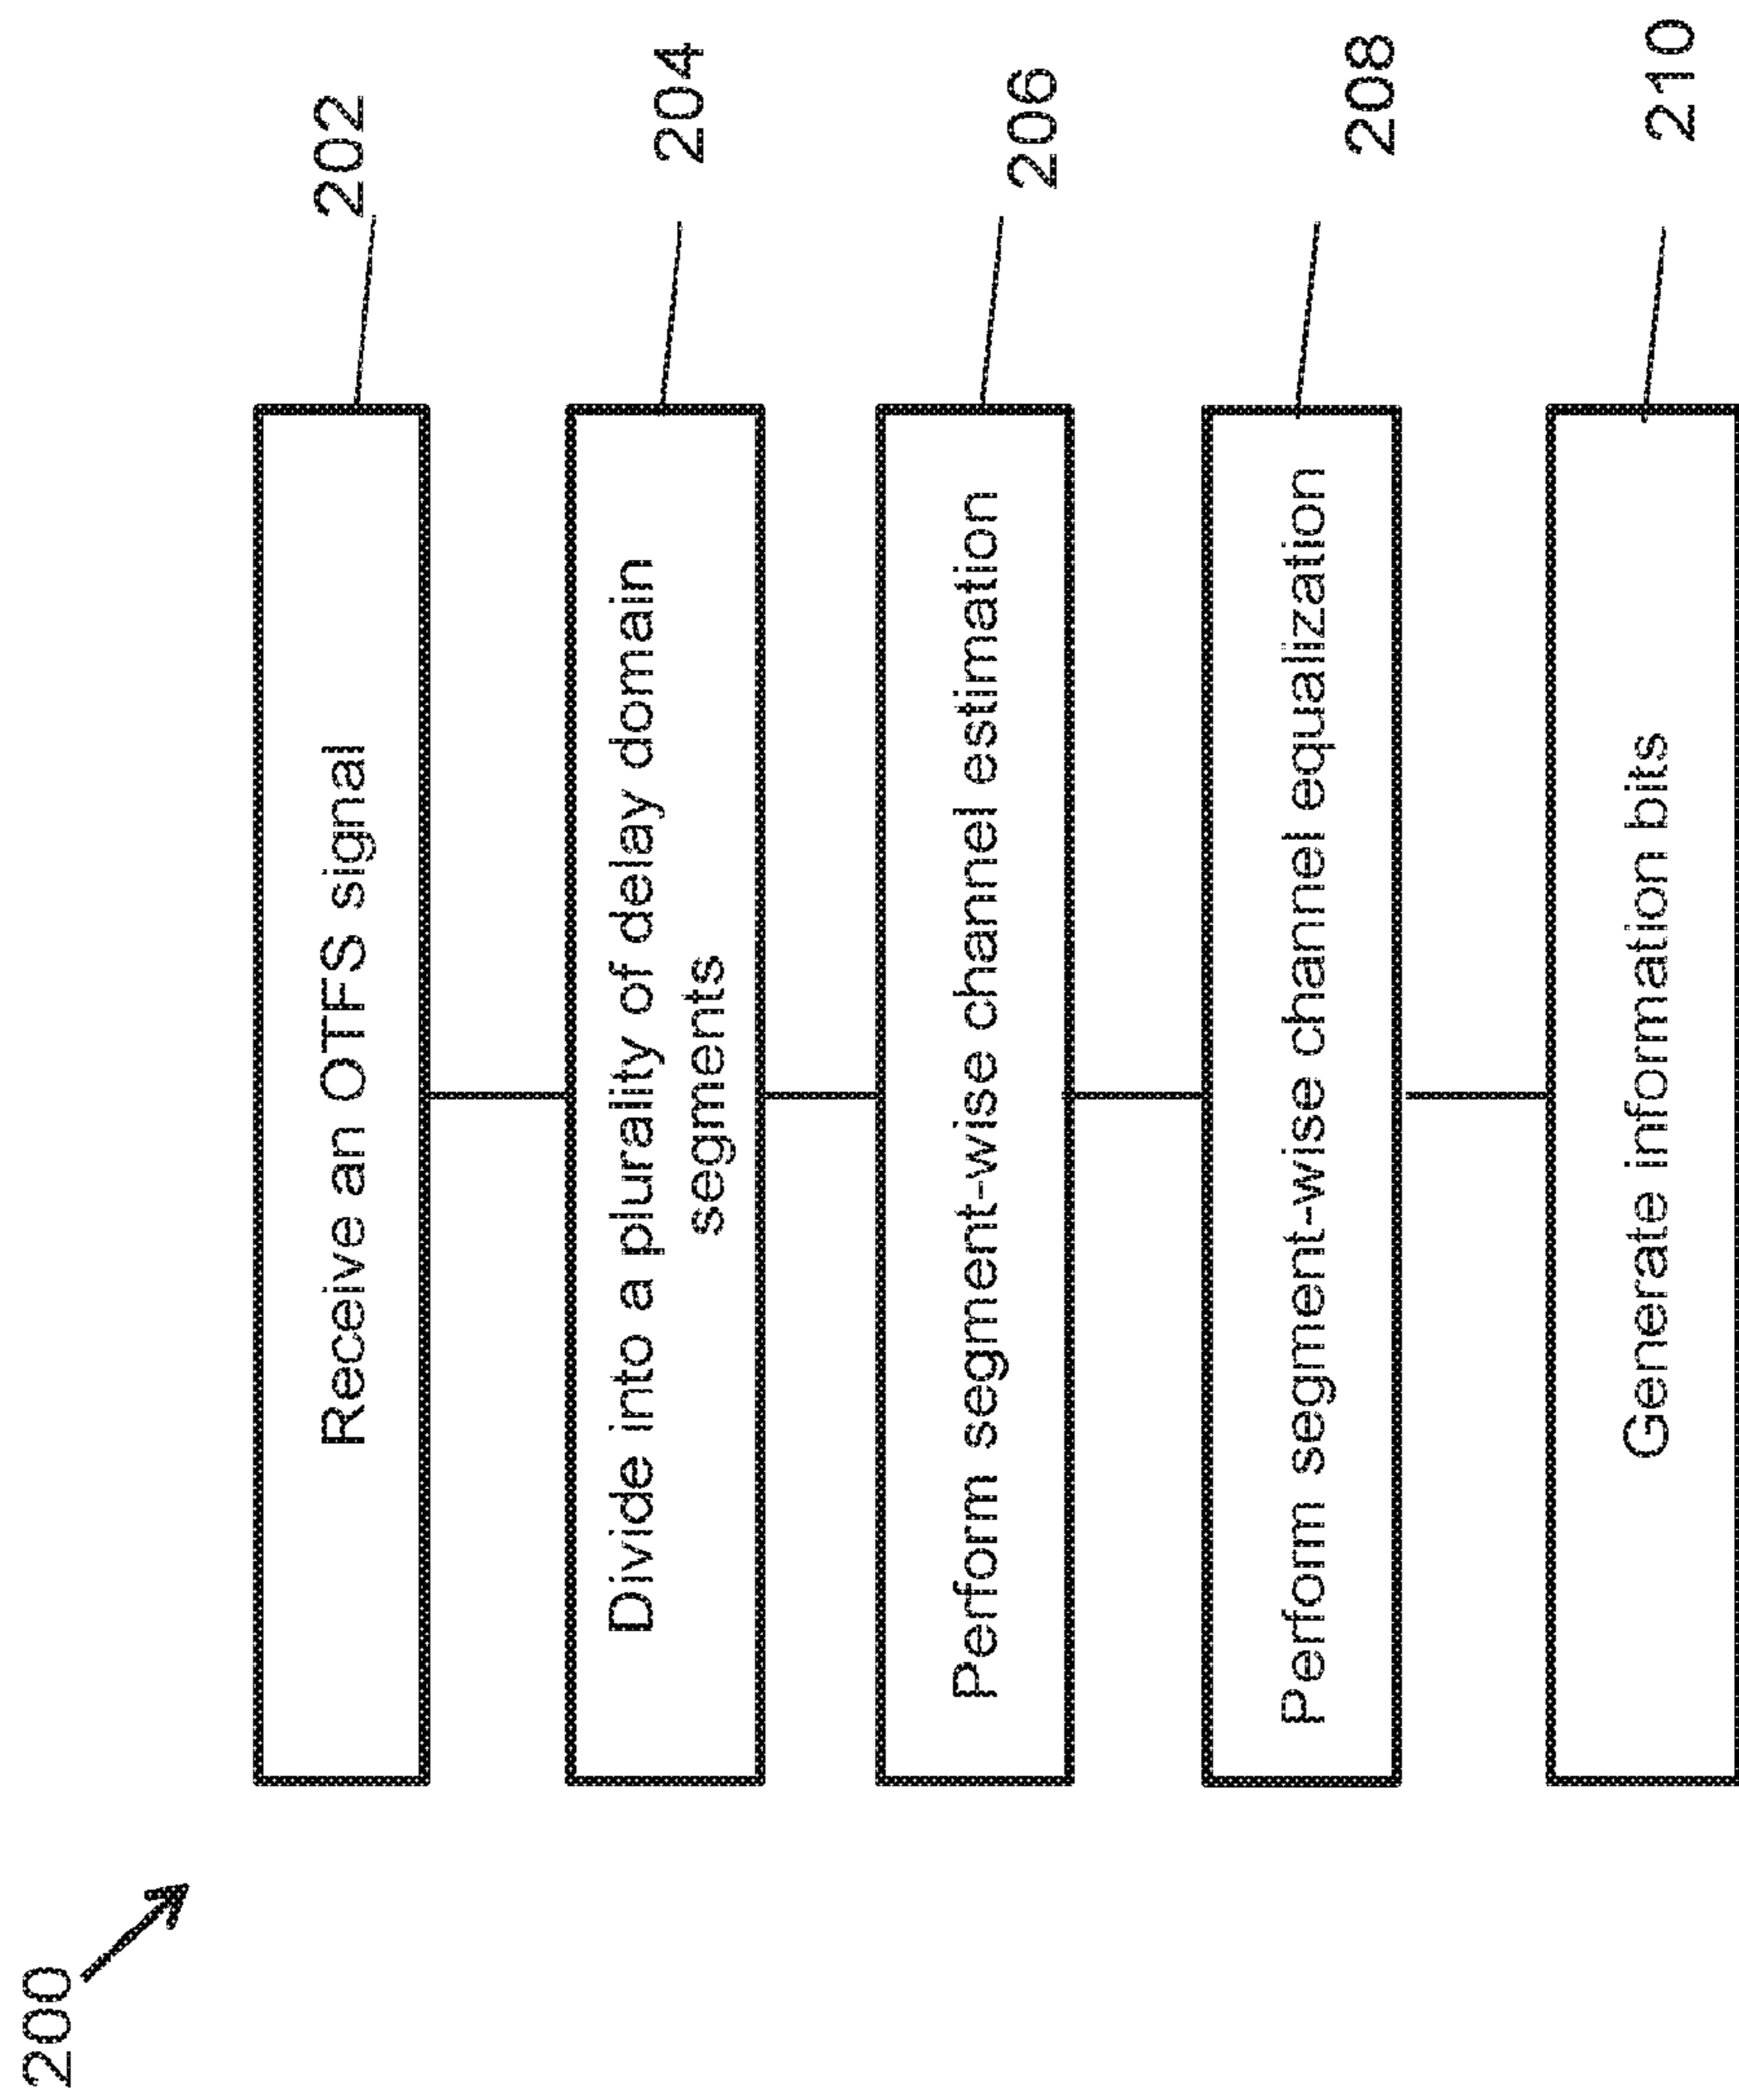 200
Receive an OTFS signal
202
Divide into a plurality of delay domain
segments
204
Perform segment-wise channel estimation
206
Perform segment-wise channel equalization
208
Generate information bits
210